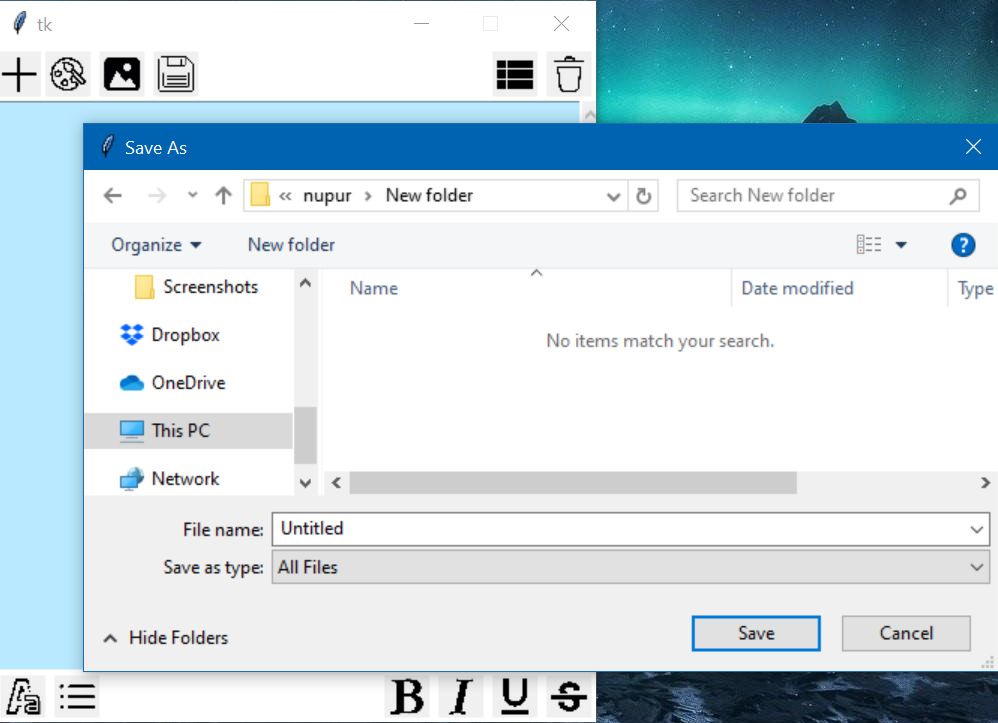 tk
Save As
« nupur > New folder
Search New folder
Organize New folder
?
Screenshots
Dropbox
OneDrive
This PC
Network
Name Date modified Type
No items match your search.
File name: Untitled
Save as type: All Files
Hide Folders
Save Cancel
Aa
B I U S